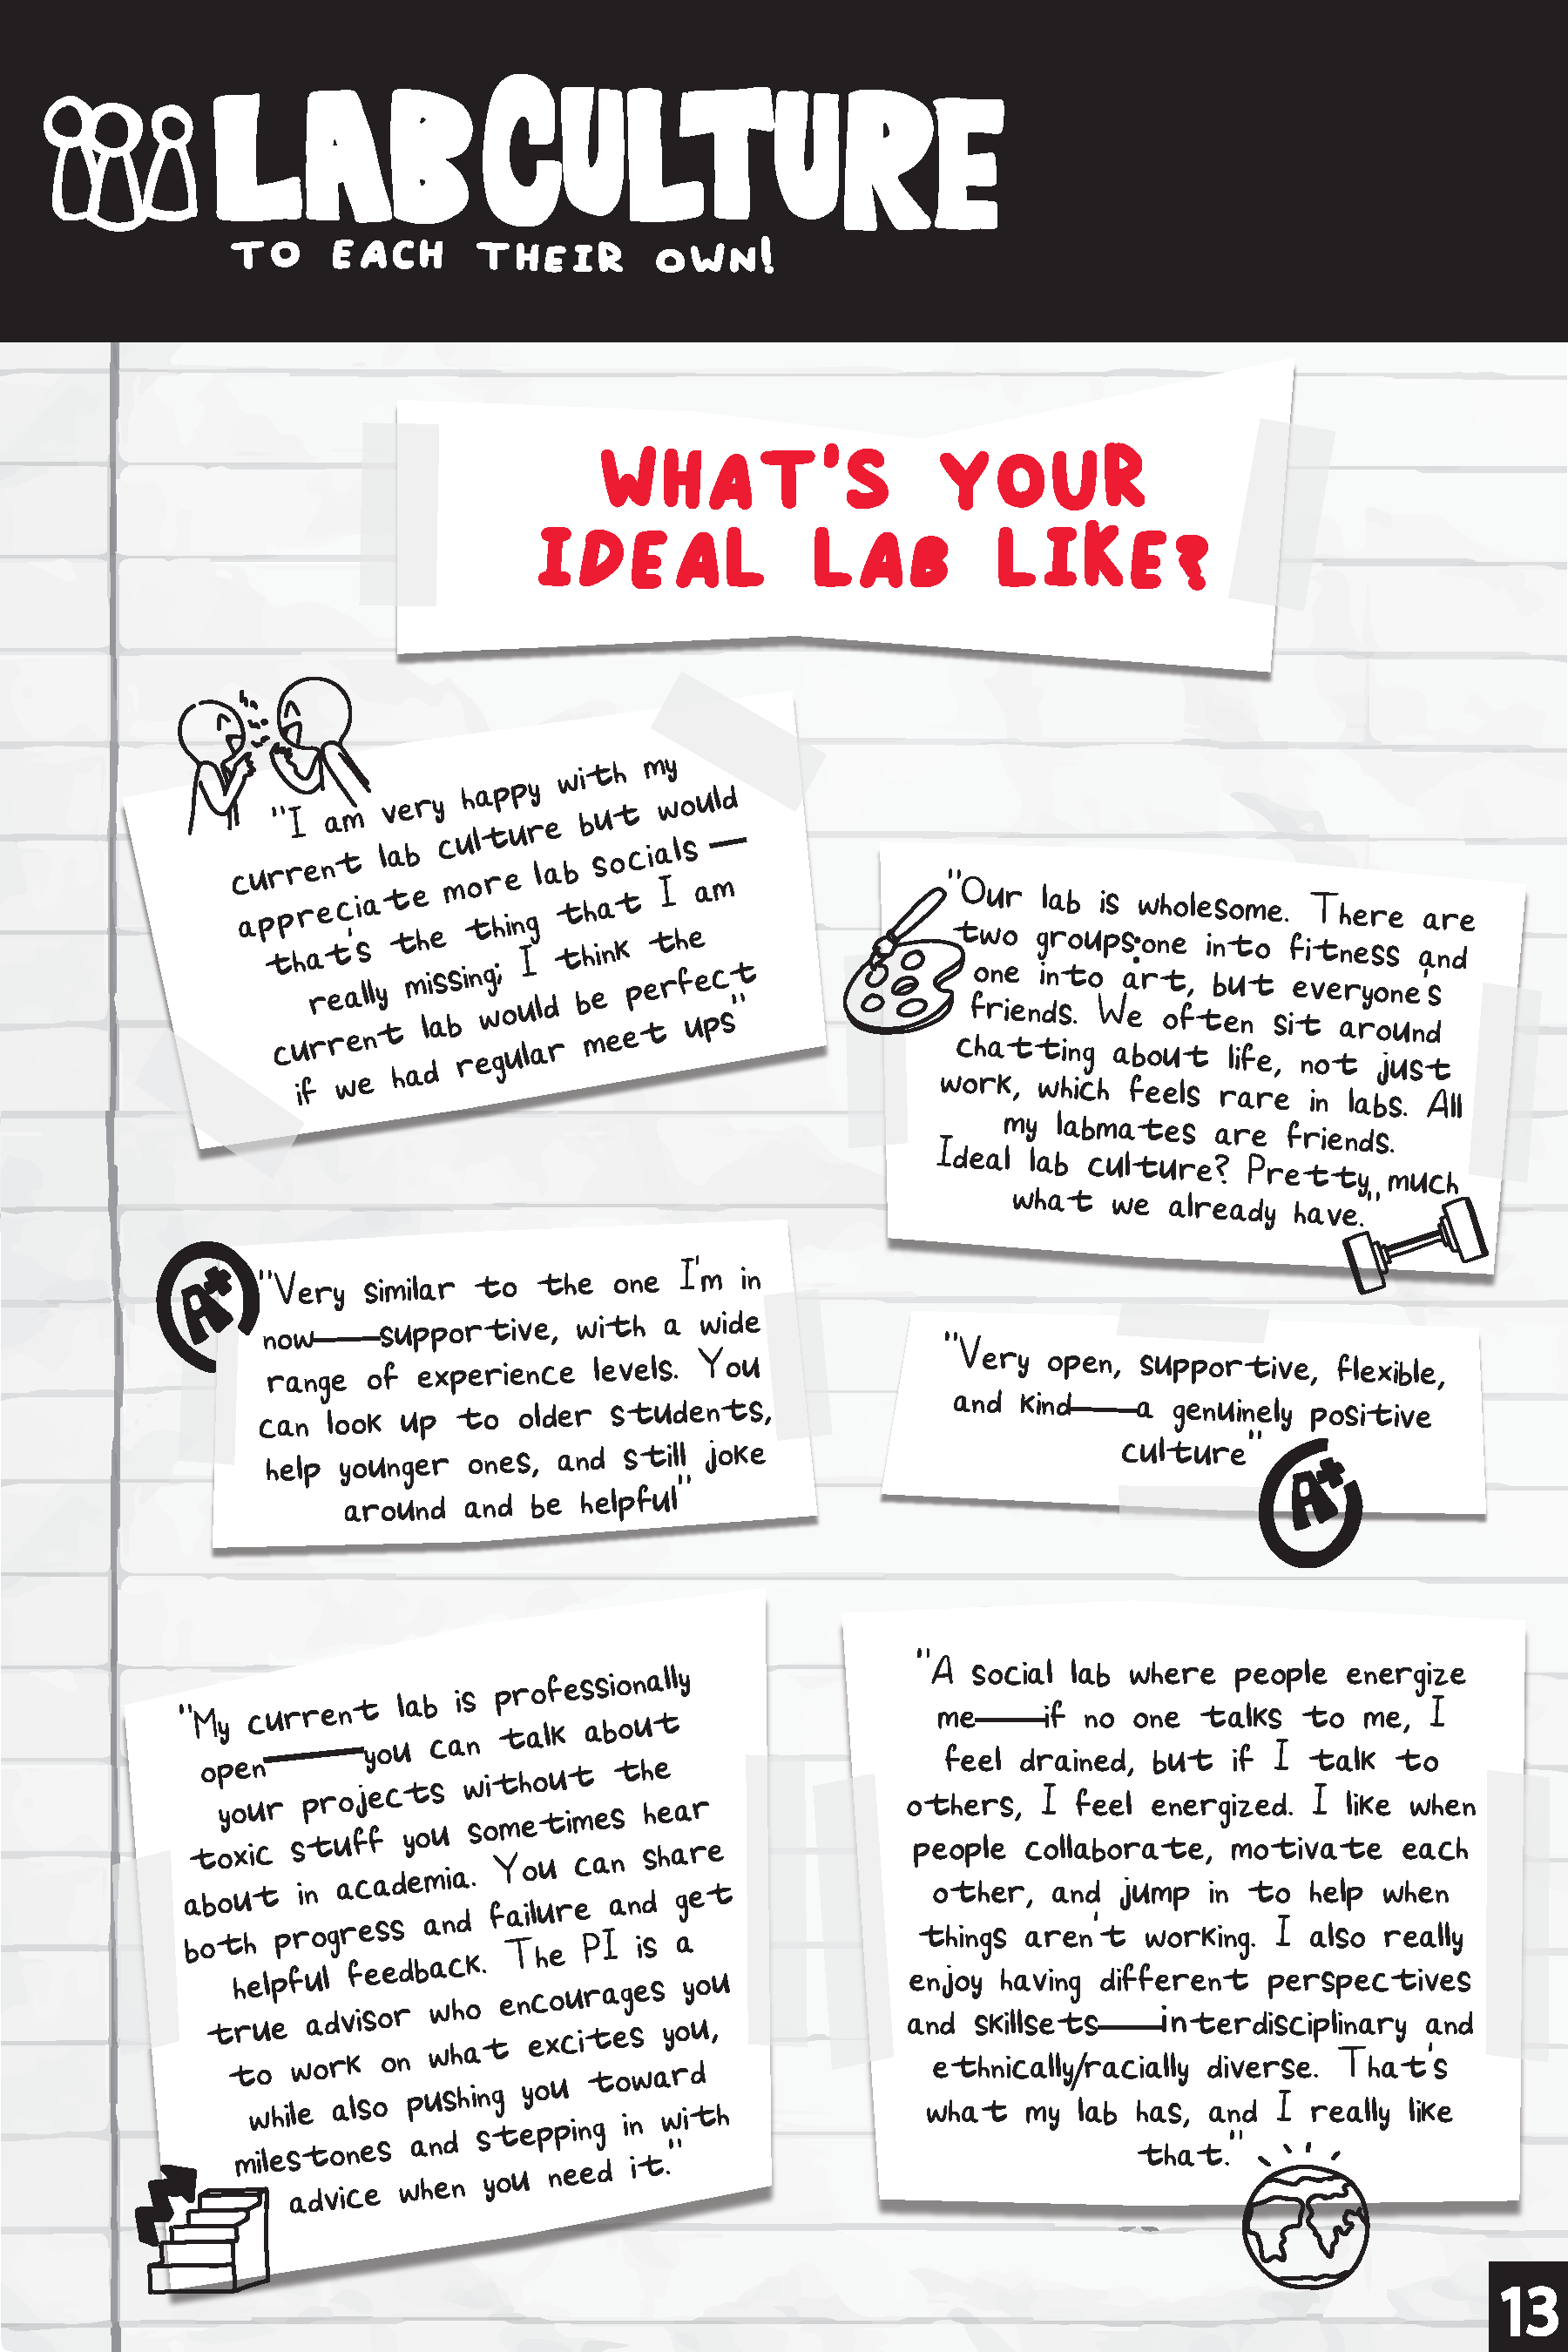 LAB CULTURE
TO EACH THEIR OWN!
WHAT'S YOUR
IDEAL LAB LIKE?
"I am very happy with my
current lab culture but would
appreciate more lab socials —
that's the thing that I am
really missing; I think the
current lab would be perfect
if we had regular meet ups"
"Our lab is wholesome. There are
two groups:one into fitness and
one into art, but everyone's
friends. We often sit around
chatting about life, not just
work, which feels rare in labs. All
my labmates are friends.
Ideal lab culture? Pretty much
what we already have."
A+
"Very similar to the one I'm in
now——supportive, with a wide
range of experience levels. You
can look up to older students,
help younger ones, and still joke
around and be helpful"
"Very open, supportive, flexible,
and kind——a genuinely positive
culture"
A+
"My current lab is professionally
open———you can talk about
your projects without the
toxic stuff you sometimes hear
about in academia. You can share
both progress and failure and get
helpful feedback. The PI is a
true advisor who encourages you
to work on what excites you,
while also pushing you toward
milestones and stepping in with
advice when you need it."
"A social lab where people energize
me——if no one talks to me, I
feel drained, but if I talk to
others, I feel energized. I like when
people collaborate, motivate each
other, and jump in to help when
things aren't working. I also really
enjoy having different perspectives
and skillsets——interdisciplinary and
ethnically/racially diverse. That's
what my lab has, and I really like
that."
13